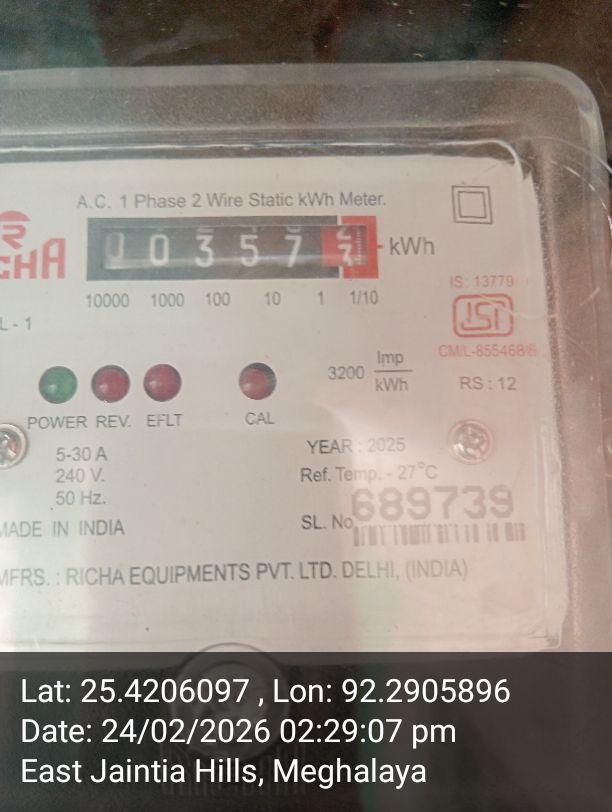 A.C. 1 Phase 2 Wire Static kWh Meter.
0 0 3 5 7 3 kWh
10000 1000 100 10 1 1/10
L - 1
IS: 13779
ISI
3200 Imp/kWh
RS : 12
POWER REV. EFLT CAL
5-30 A
240 V.
50 Hz.
YEAR : 2025
Ref. Temp. - 27°C
SL. No. 689739
MADE IN INDIA
MFRS. : RICHA EQUIPMENTS PVT. LTD. DELHI, (INDIA)
Lat: 25.4206097 , Lon: 92.2905896
Date: 24/02/2026 02:29:07 pm
East Jaintia Hills, Meghalaya